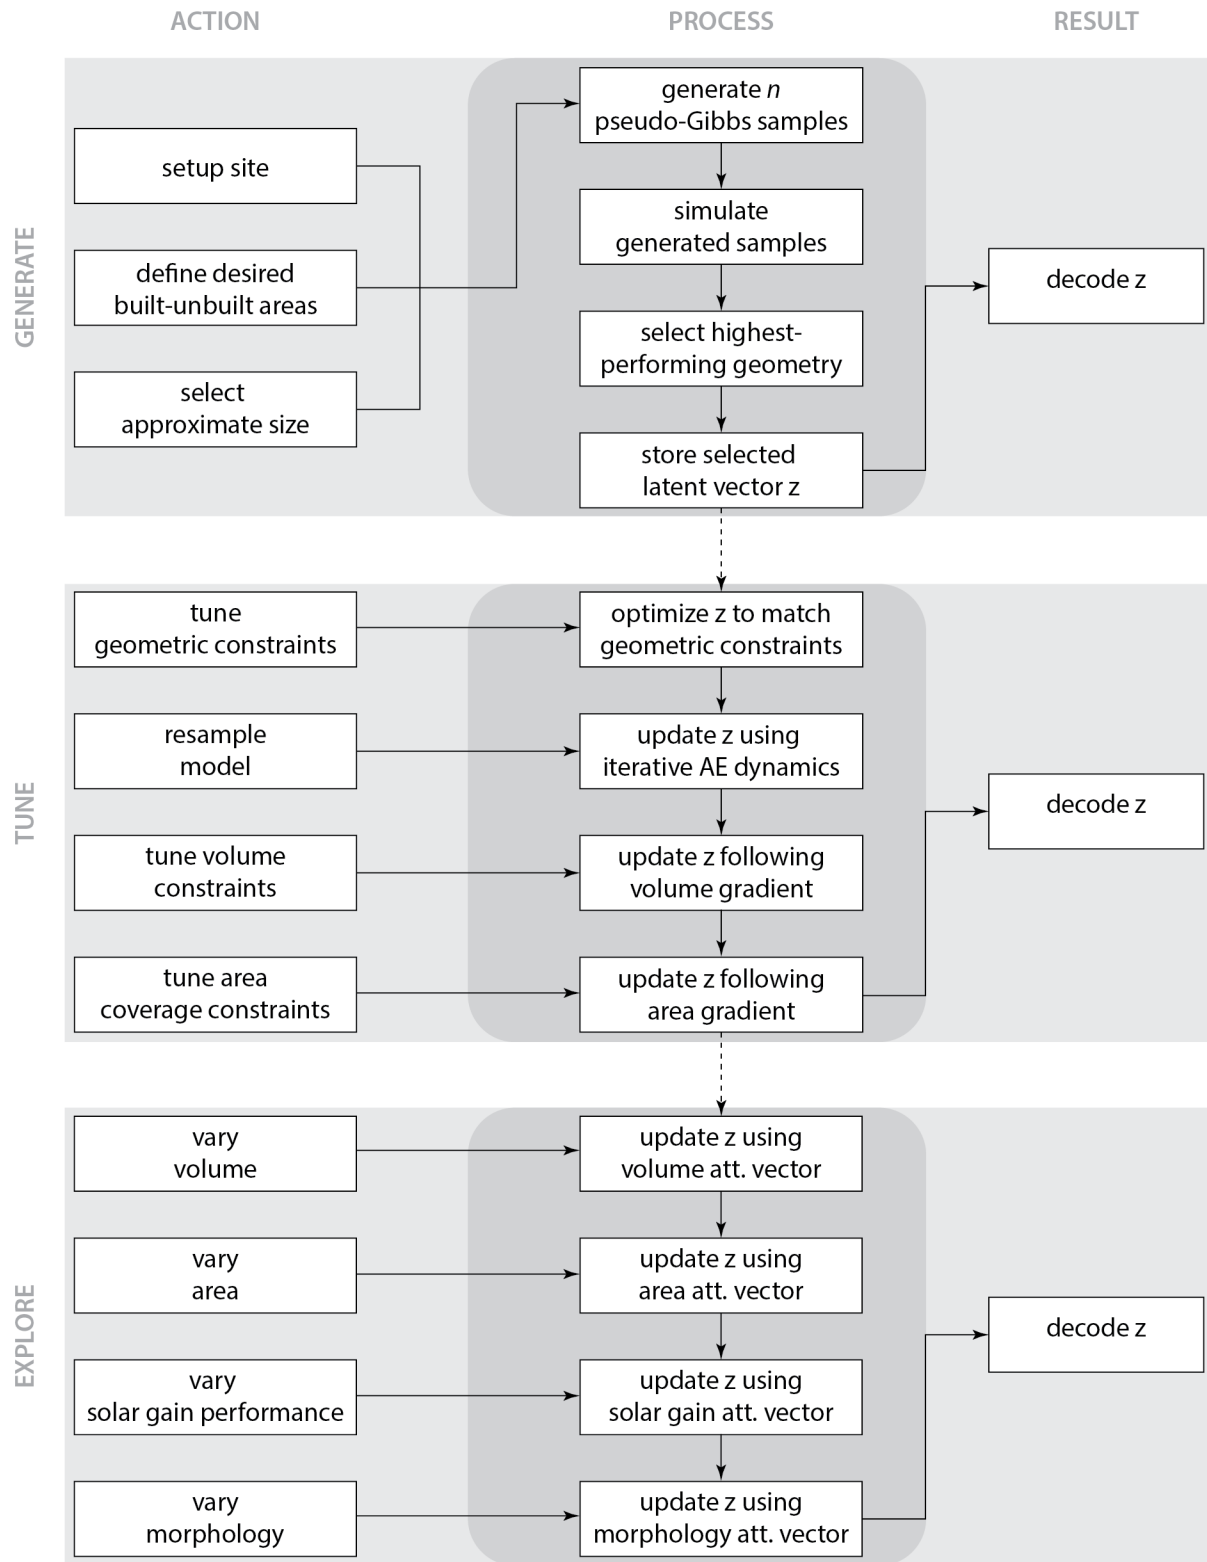 ACTION
PROCESS
RESULT
GENERATE
setup site
define desired
built-unbuilt areas
select
approximate size
generate n
pseudo-Gibbs samples
simulate
generated samples
select highest-
performing geometry
store selected
latent vector z
decode z
TUNE
tune
geometric constraints
resample
model
tune volume
constraints
tune area
coverage constraints
optimize z to match
geometric constraints
update z using
iterative AE dynamics
update z following
volume gradient
update z following
area gradient
decode z
EXPLORE
vary
volume
vary
area
vary
solar gain performance
vary
morphology
update z using
volume att. vector
update z using
area att. vector
update z using
solar gain att. vector
update z using
morphology att. vector
decode z